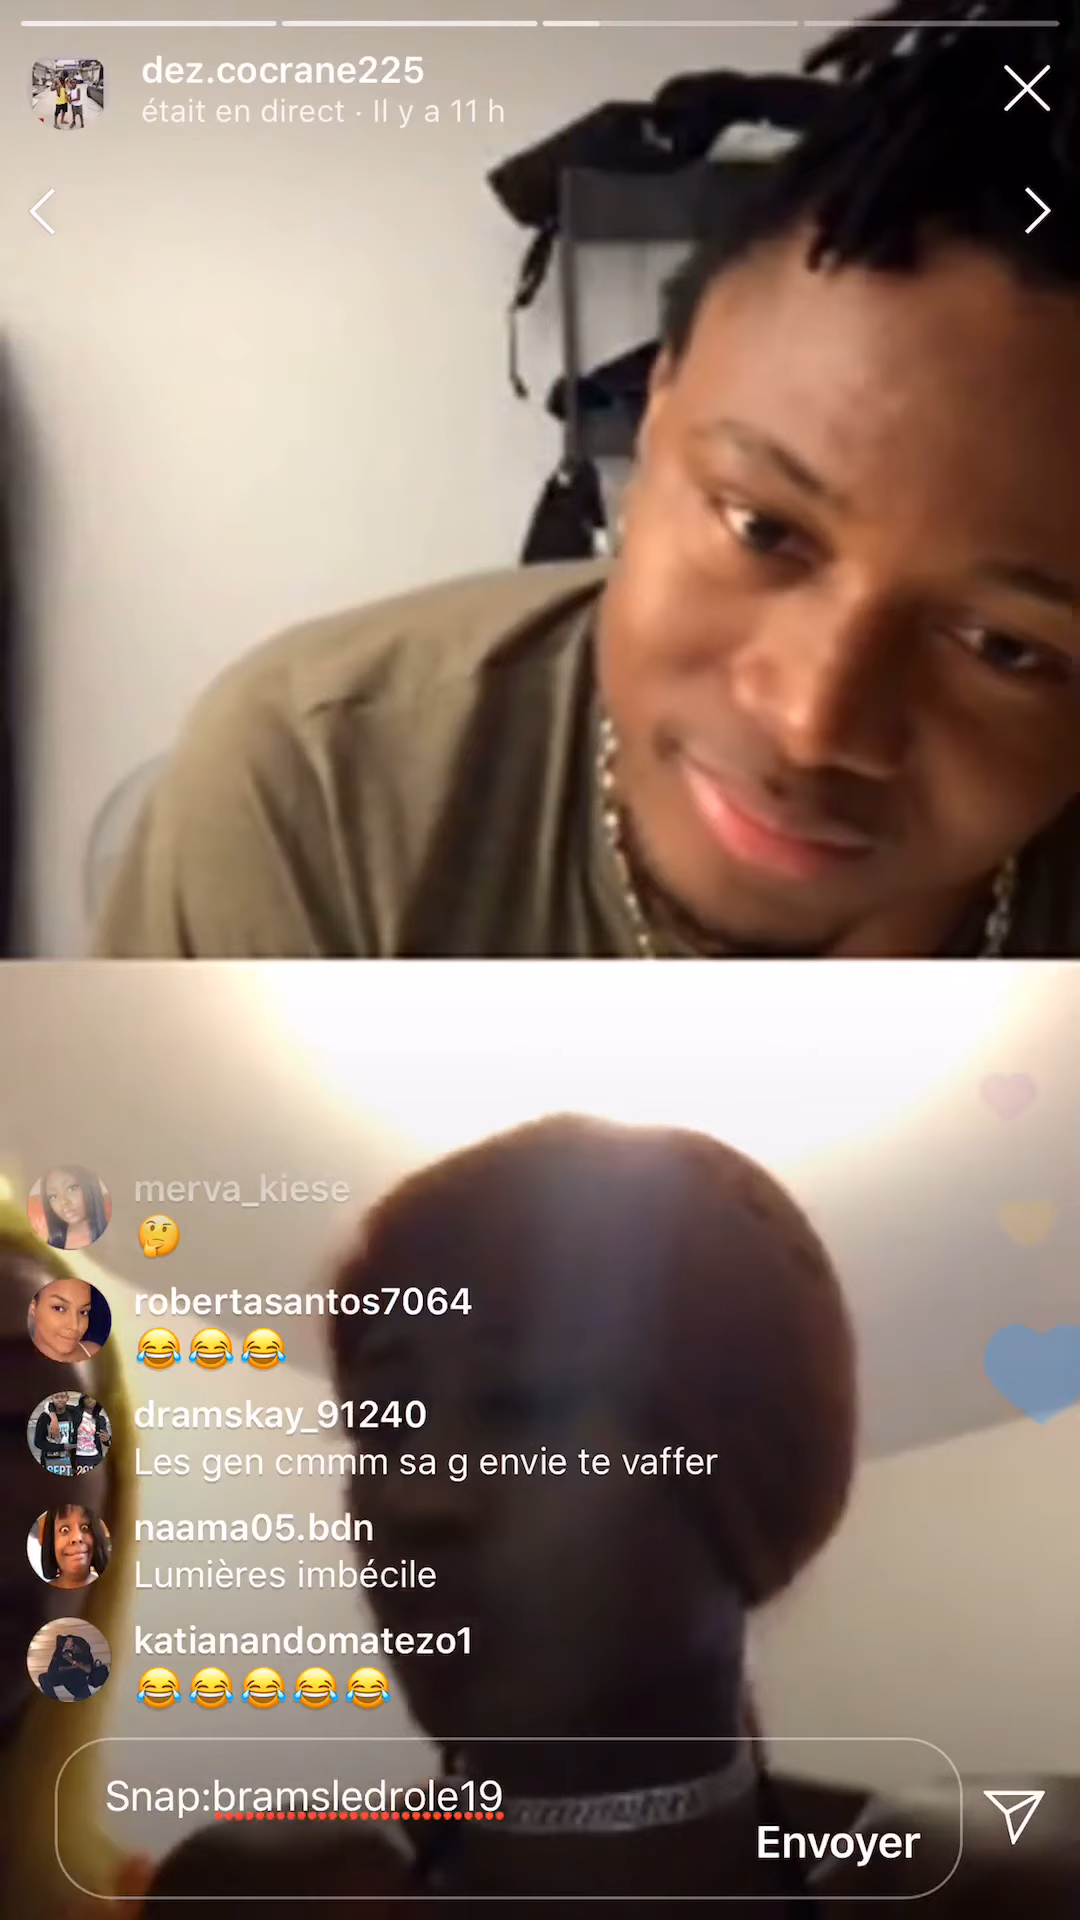 dez.cocrane225
était en direct · Il y a 11 h
merva_kiese
🤔
robertasantos7064
😂😂😂
dramskay_91240
Les gen cmmm sa g envie te vaffer
naama05.bdn
Lumières imbécile
katianandomatezo1
😂😂😂😂😂
Snap:bramsledrole19
Envoyer